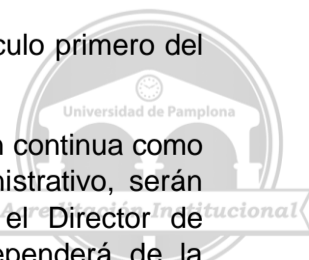 culo primero del
Universidad de Pamplona
n continua como
nistrativo, serán
el Director de
Acreditación Institucional
ependerá de la